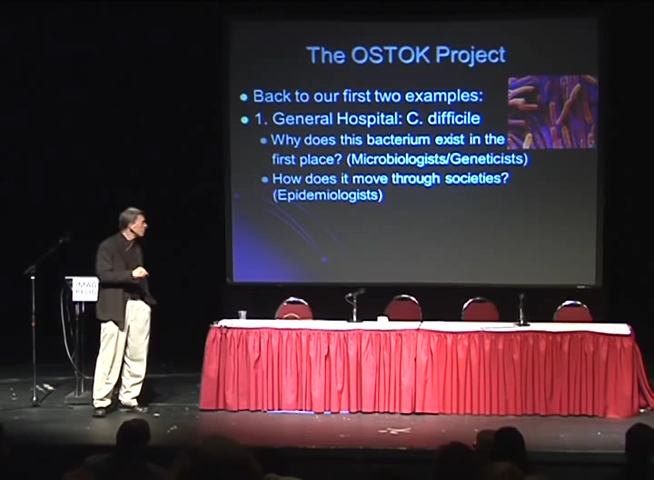 The OSTOK Project
• Back to our first two examples:
• 1. General Hospital: C. difficile
• Why does this bacterium exist in the
first place? (Microbiologists/Geneticists)
• How does it move through societies?
(Epidemiologists)